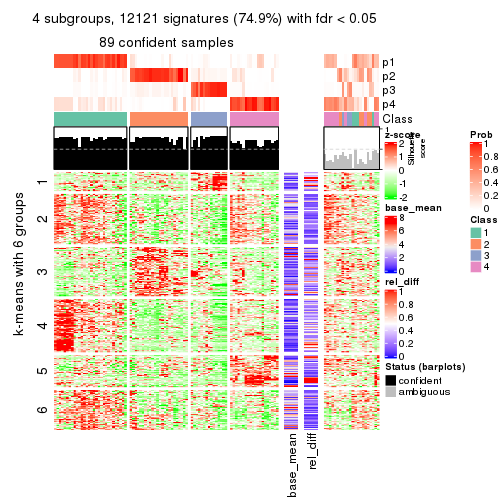 4 subgroups, 12121 signatures (74.9%) with fdr < 0.05
89 confident samples
p1
p2
p3
p4
Class
1
Silhouette
score
k-means with 6 groups
1
2
3
4
5
6
base_mean
rel_diff
z-score
2
1
0
-1
-2
base_mean
8
6
4
2
0
rel_diff
1
0.8
0.6
0.4
0.2
0
Status (barplots)
confident
ambiguous
Prob
1
0.8
0.6
0.4
0.2
0
Class
1
2
3
4